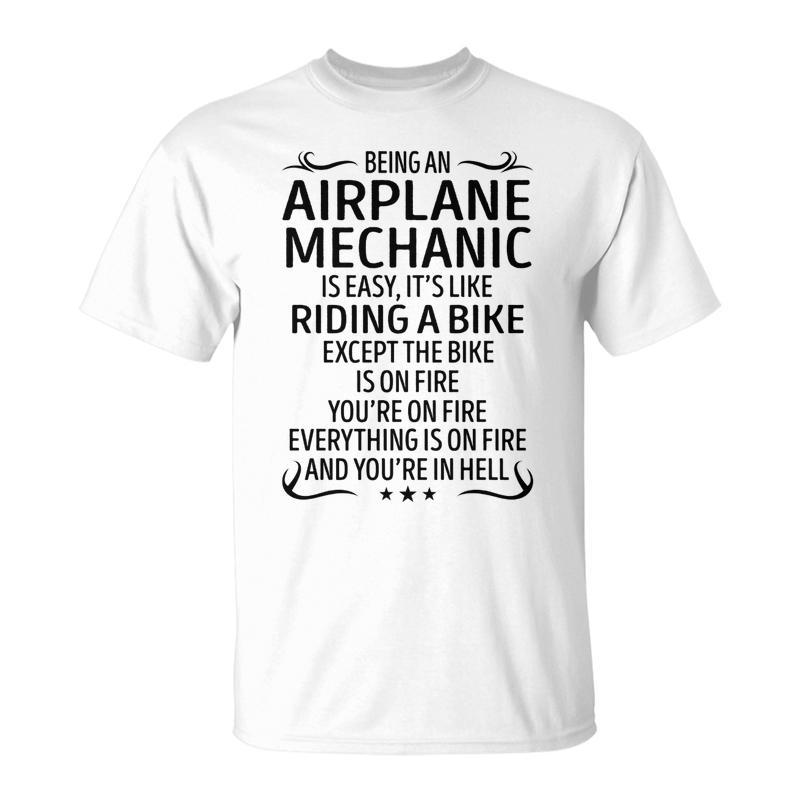 BEING AN
AIRPLANE
MECHANIC
IS EASY, IT'S LIKE
RIDING A BIKE
EXCEPT THE BIKE
IS ON FIRE
YOU'RE ON FIRE
EVERYTHING IS ON FIRE
AND YOU'RE IN HELL